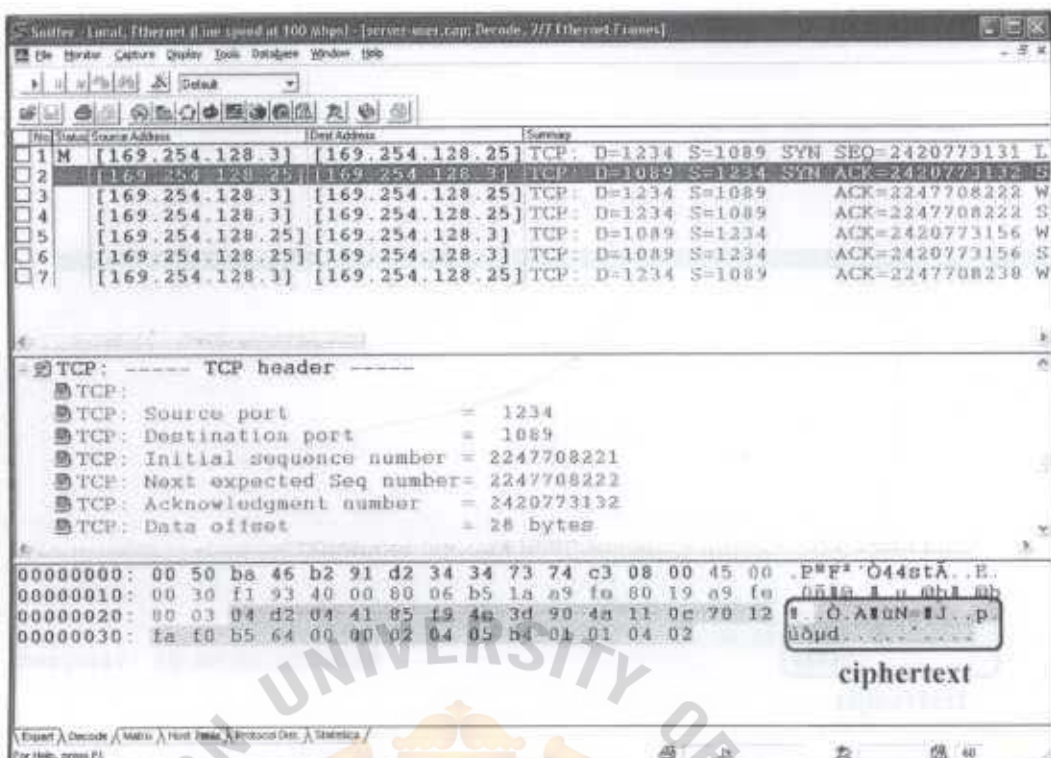 Sniffer - Local, Ethernet (Line speed at 100 Mbps) - [server-user.cap: Decode, 2/7 Ethernet Frames]
File Monitor Capture Display Tools Database Window Help
Default
No. Status Source Address Dest Address Summary
1 M [169.254.128.3] [169.254.128.25] TCP: D=1234 S=1089 SYN SEQ=2420773131 L
2 [169.254.128.25] [169.254.128.3] TCP: D=1089 S=1234 SYN ACK=2420773132 S
3 [169.254.128.3] [169.254.128.25] TCP: D=1234 S=1089 ACK=2247708222 W
4 [169.254.128.3] [169.254.128.25] TCP: D=1234 S=1089 ACK=2247708222 S
5 [169.254.128.25] [169.254.128.3] TCP: D=1089 S=1234 ACK=2420773156 W
6 [169.254.128.25] [169.254.128.3] TCP: D=1089 S=1234 ACK=2420773156 S
7 [169.254.128.3] [169.254.128.25] TCP: D=1234 S=1089 ACK=2247708238 W
TCP: ----- TCP header -----
TCP:
TCP: Source port = 1234
TCP: Destination port = 1089
TCP: Initial sequence number = 2247708221
TCP: Next expected Seq number= 2247708222
TCP: Acknowledgment number = 2420773132
TCP: Data offset = 28 bytes
00000000: 00 50 ba 46 b2 91 d2 34 34 73 74 c3 08 00 45 00
00000010: 00 30 f1 93 40 00 80 06 b5 1a a9 fe 80 19 a9 fe
00000020: 80 03 04 d2 04 41 85 f9 4e 3d 90 4a 11 0c 70 12
00000030: fa f0 b5 64 00 00 02 04 05 b4 01 01 04 02
ciphertext
UNIVERSITY OF
Expert Decode Matrix Host Table Protocol Dist. Statistics
For Help, press F1